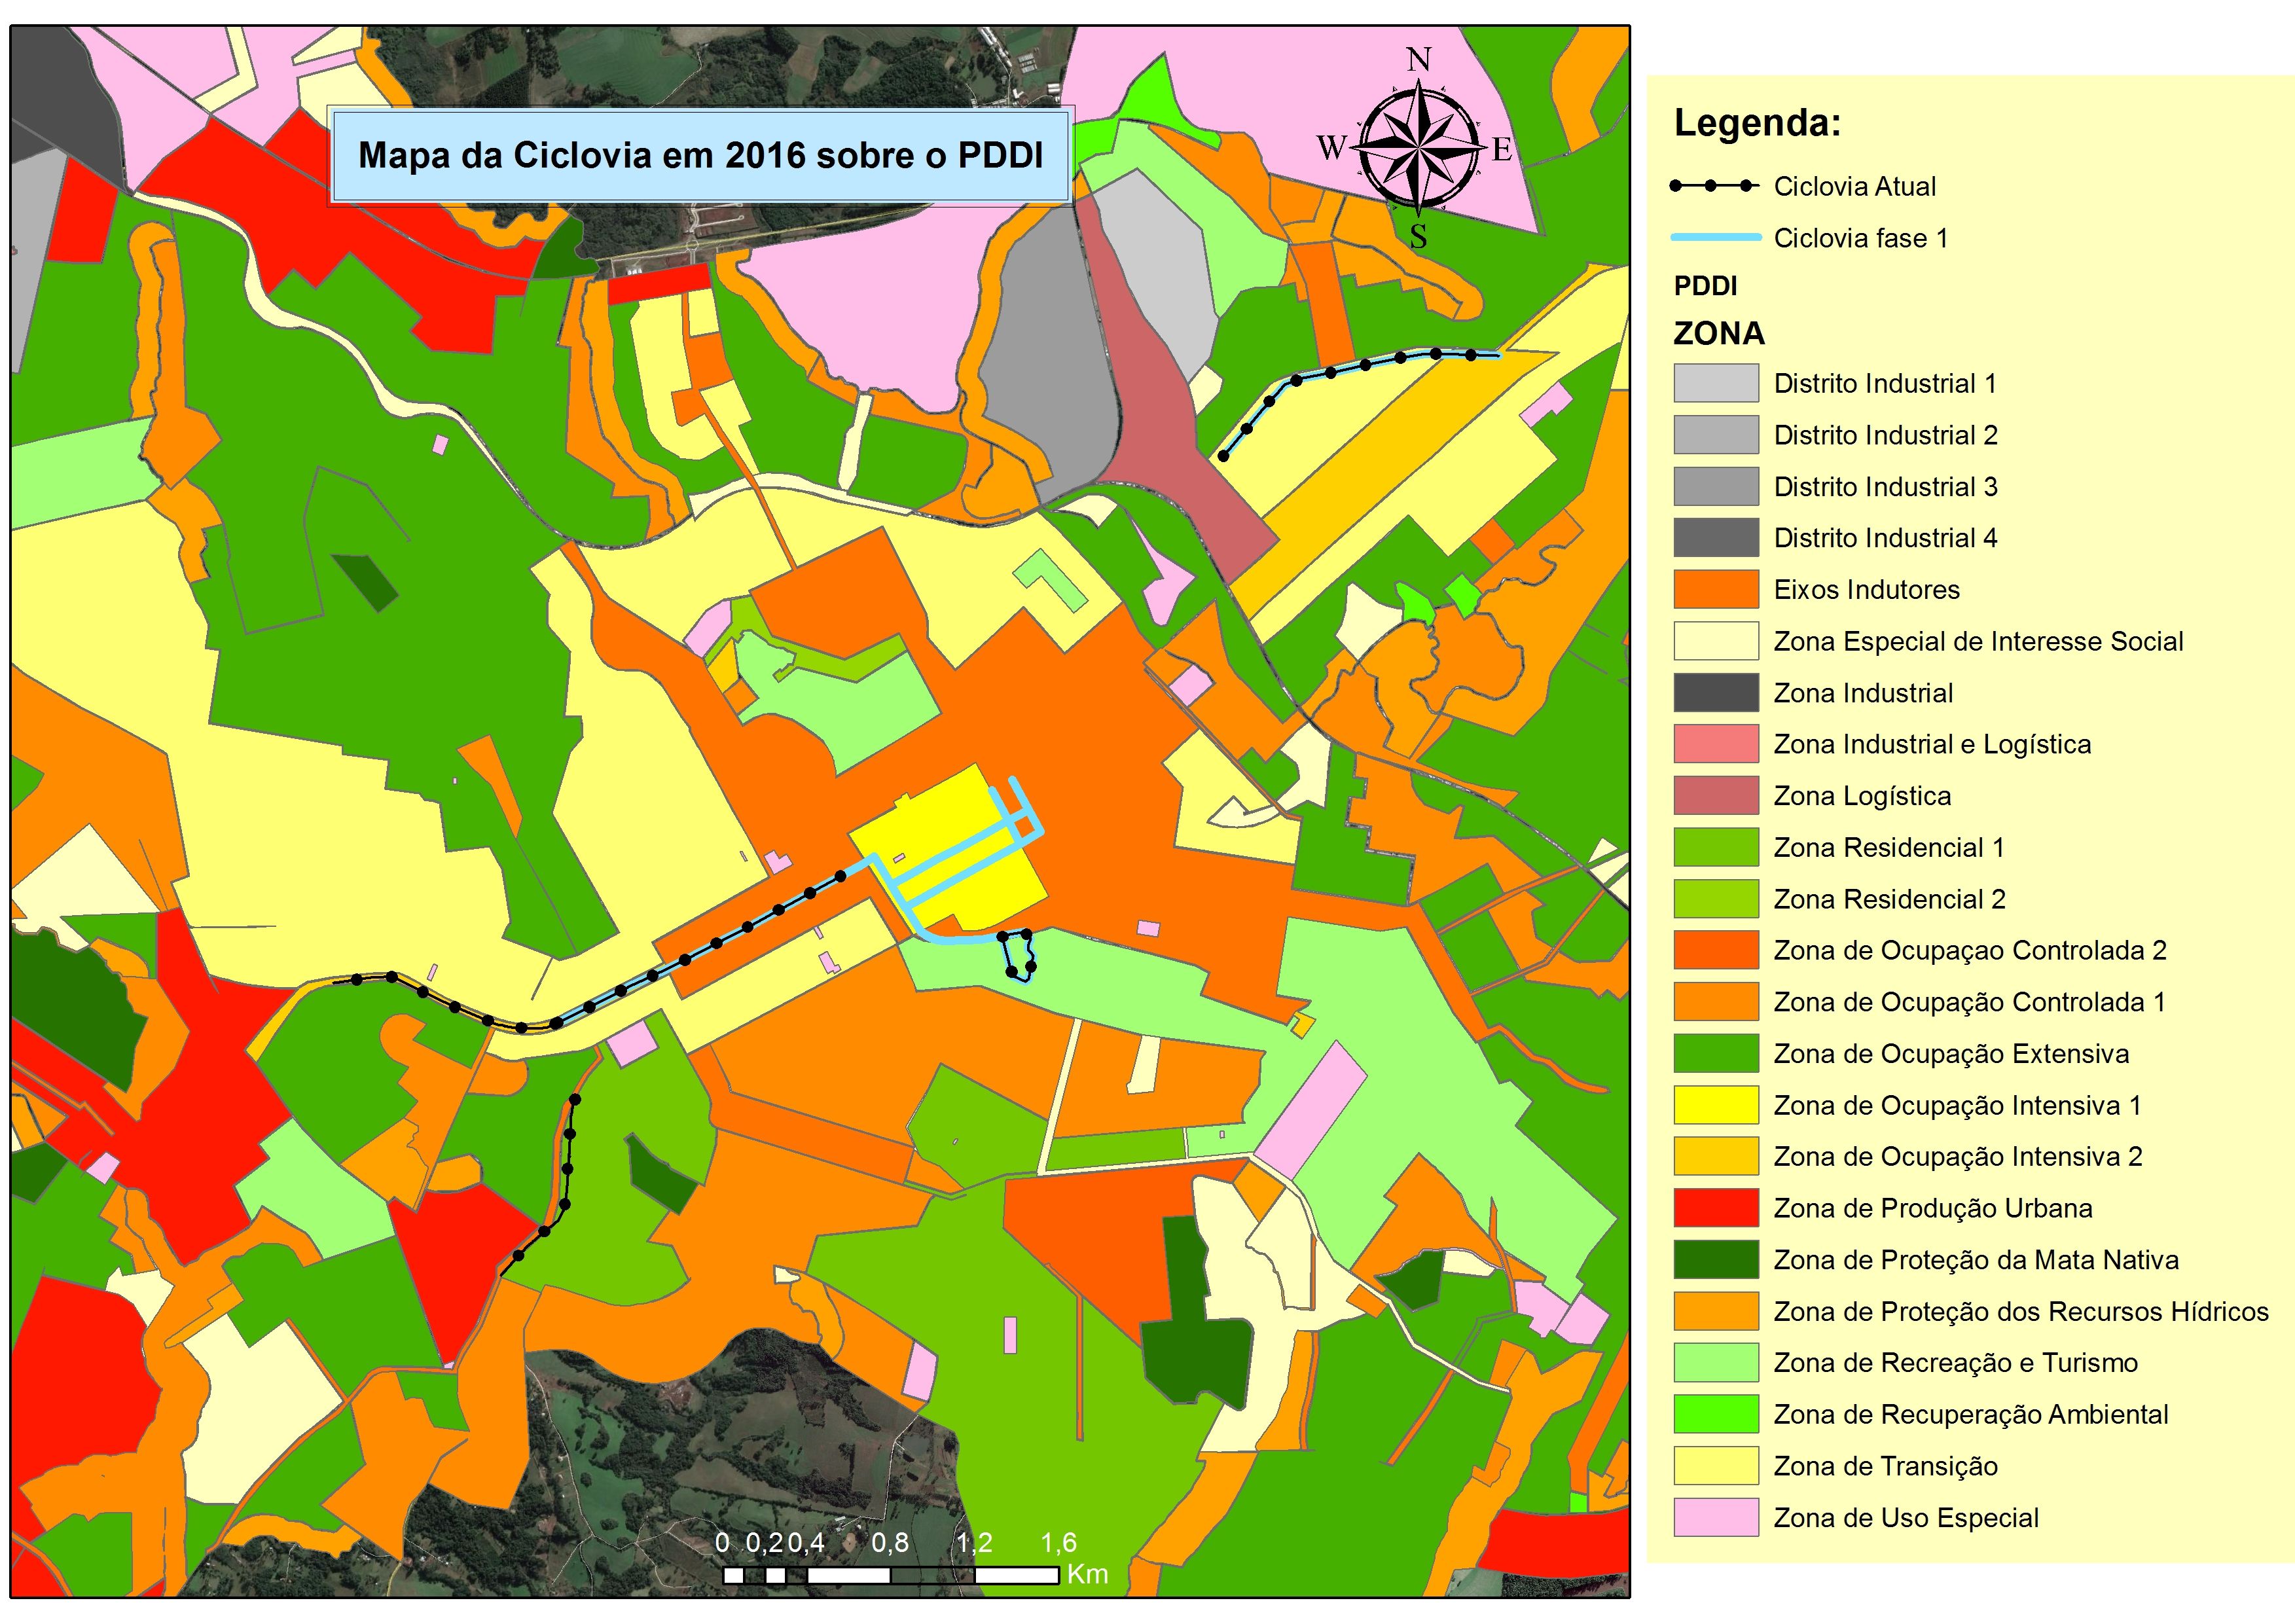 Mapa da Ciclovia em 2016 sobre o PDDI
N
W
E
S
Legenda:
Ciclovia Atual
Ciclovia fase 1
PDDI
ZONA
Distrito Industrial 1
Distrito Industrial 2
Distrito Industrial 3
Distrito Industrial 4
Eixos Indutores
Zona Especial de Interesse Social
Zona Industrial
Zona Industrial e Logística
Zona Logística
Zona Residencial 1
Zona Residencial 2
Zona de Ocupaçao Controlada 2
Zona de Ocupação Controlada 1
Zona de Ocupação Extensiva
Zona de Ocupação Intensiva 1
Zona de Ocupação Intensiva 2
Zona de Produção Urbana
Zona de Proteção da Mata Nativa
Zona de Proteção dos Recursos Hídricos
Zona de Recreação e Turismo
Zona de Recuperação Ambiental
Zona de Transição
Zona de Uso Especial
0 0,2 0,4 0,8 1,2 1,6
Km